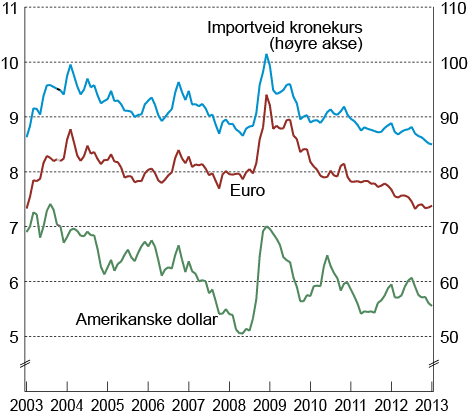 11 110
Importveid kronekurs
(høyre akse)
10 100
9 90
8 80
Euro
7 70
6 60
Amerikanske dollar
5 50
2003 2004 2005 2006 2007 2008 2009 2010 2011 2012 2013